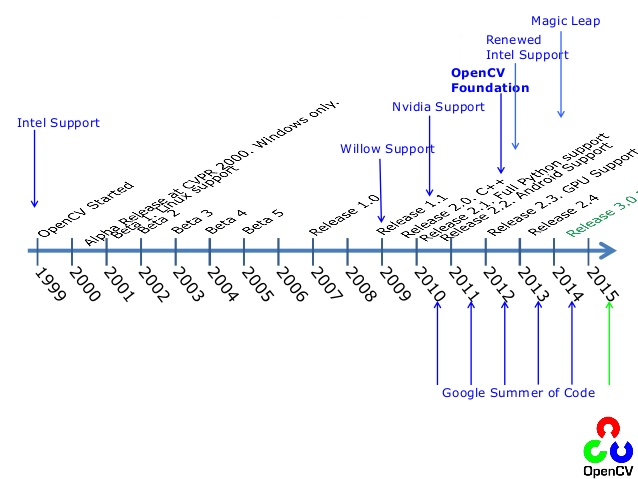 Magic Leap
Renewed
Intel Support
OpenCV
Foundation
Nvidia Support
Intel Support
Willow Support
OpenCV Started
Alpha Release at CVPR 2000. Windows only.
Beta 1. Linux support
Beta 2
Beta 3
Beta 4
Beta 5
Release 1.0
Release 1.1
Release 2.0. C++
Release 2.1. Full Python support
Release 2.2. Android Support
Release 2.3. GPU Support
Release 2.4
Release 3.0
1999
2000
2001
2002
2003
2004
2005
2006
2007
2008
2009
2010
2011
2012
2013
2014
2015
Google Summer of Code
OpenCV